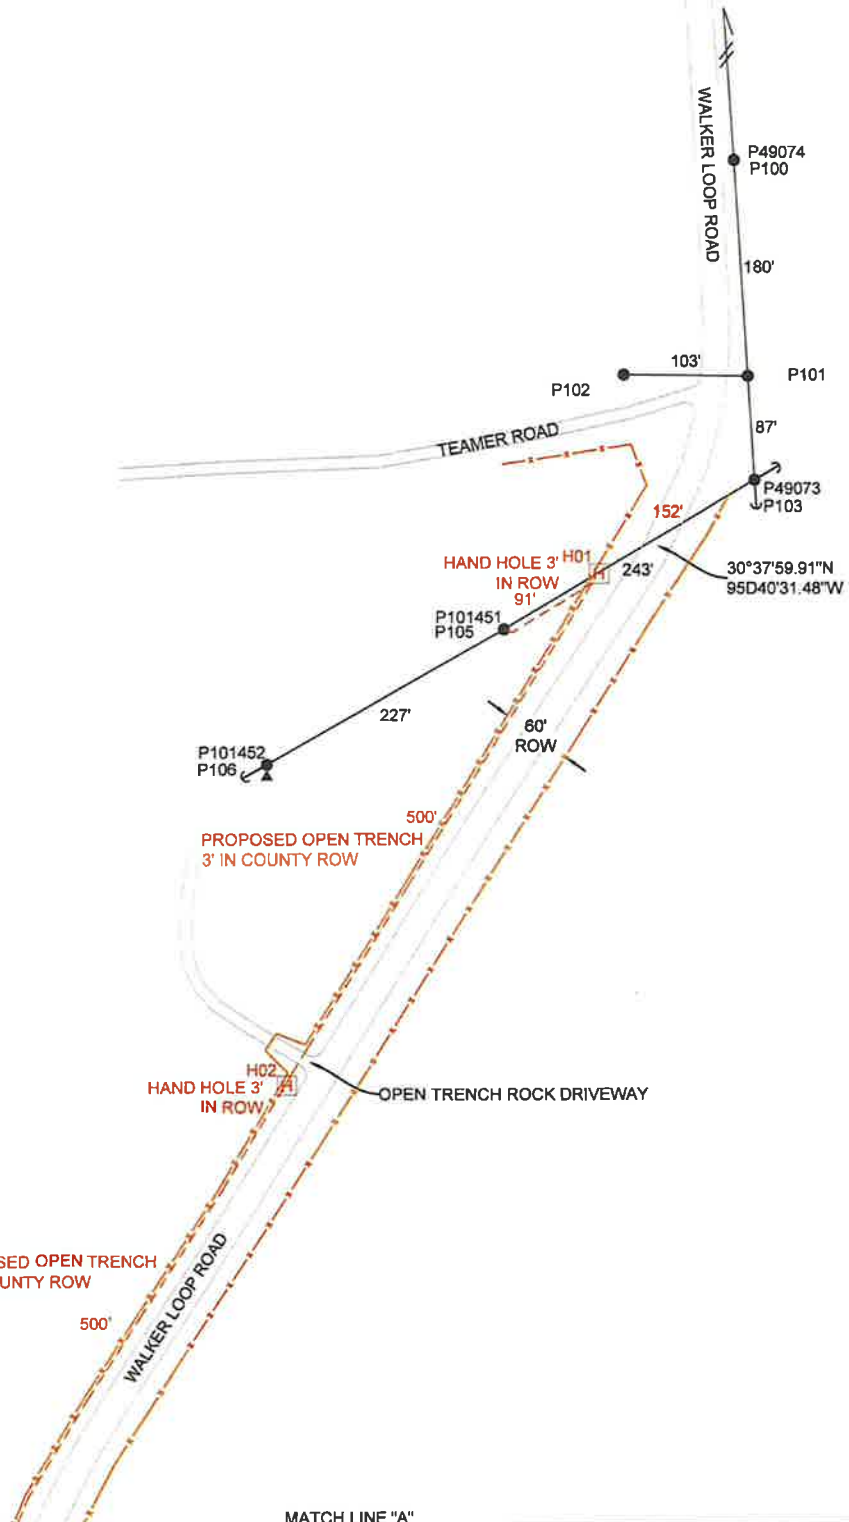 WALKER LOOP ROAD
P49074
P100
180'
103'
P102
P101
87'
TEAMER ROAD
P49073
P103
152'
HAND HOLE 3'
IN ROW
H01
243'
30°37'59.91"N
95D40'31.48"W
91'
P101451
P105
227'
60'
ROW
P101452
P106
500'
PROPOSED OPEN TRENCH
3' IN COUNTY ROW
H02
H
H
HAND HOLE 3'
IN ROW
OPEN TRENCH ROCK DRIVEWAY
SED OPEN TRENCH
UNTY ROW
500'
WALKER LOOP ROAD
MATCH LINE "A"